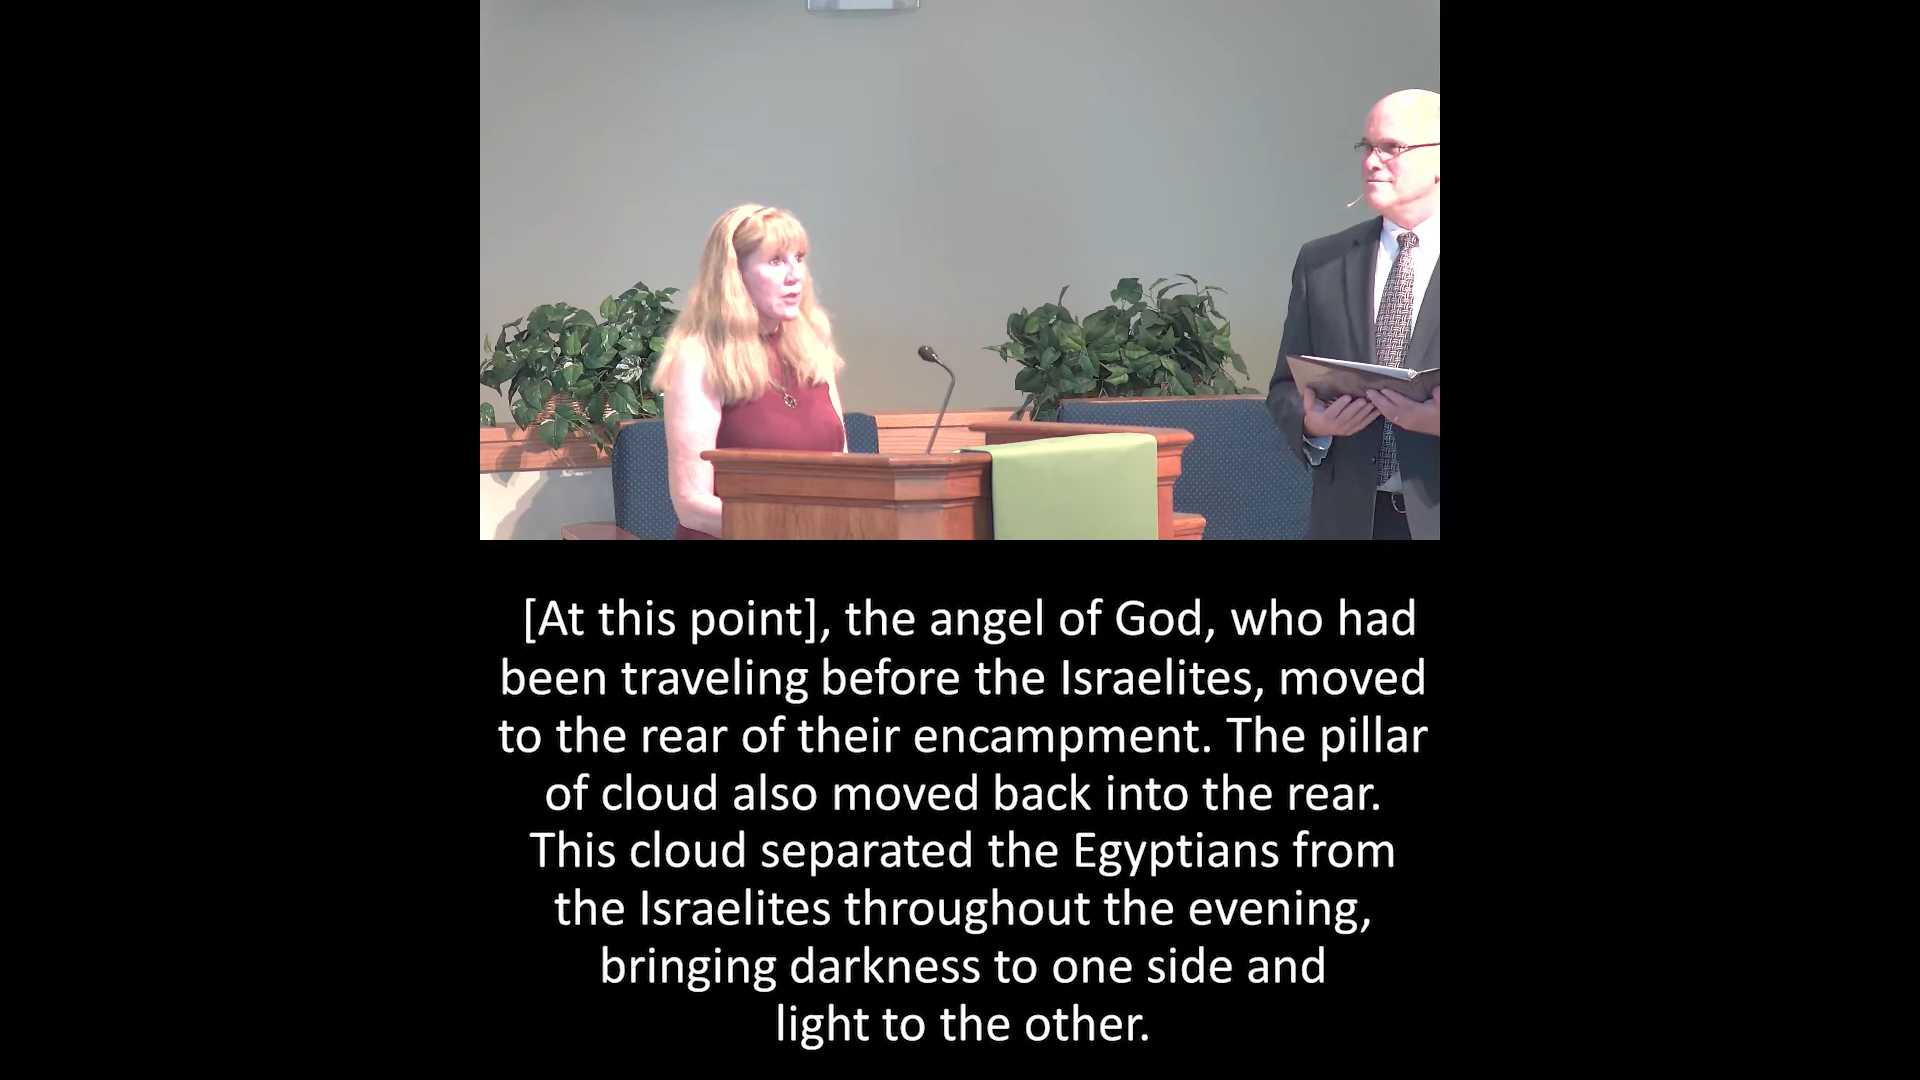 [At this point], the angel of God, who had
been traveling before the Israelites, moved
to the rear of their encampment. The pillar
of cloud also moved back into the rear.
This cloud separated the Egyptians from
the Israelites throughout the evening,
bringing darkness to one side and
light to the other.